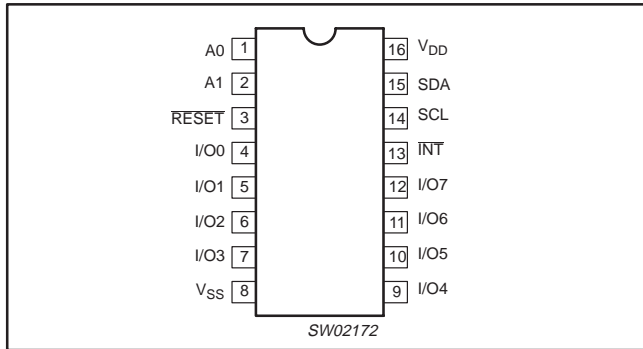 A0 1 16 VDD
A1 2 15 SDA
RESET 3 14 SCL
I/O0 4 13 INT
I/O1 5 12 I/O7
I/O2 6 11 I/O6
I/O3 7 10 I/O5
VSS 8 9 I/O4
SW02172